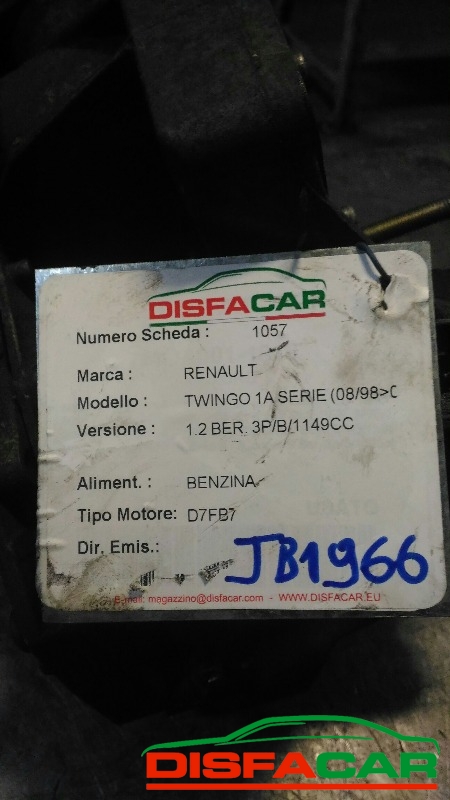 DISFACAR
Numero Scheda : 1057
Marca : RENAULT
Modello : TWINGO 1A SERIE (08/98>
Versione : 1.2 BER. 3P/B/1149CC
Aliment. : BENZINA
Tipo Motore: D7FB7
Dir. Emis.:
JB1966
E-mail: magazzino@disfacar.com - WWW.DISFACAR.EU
DISFACAR